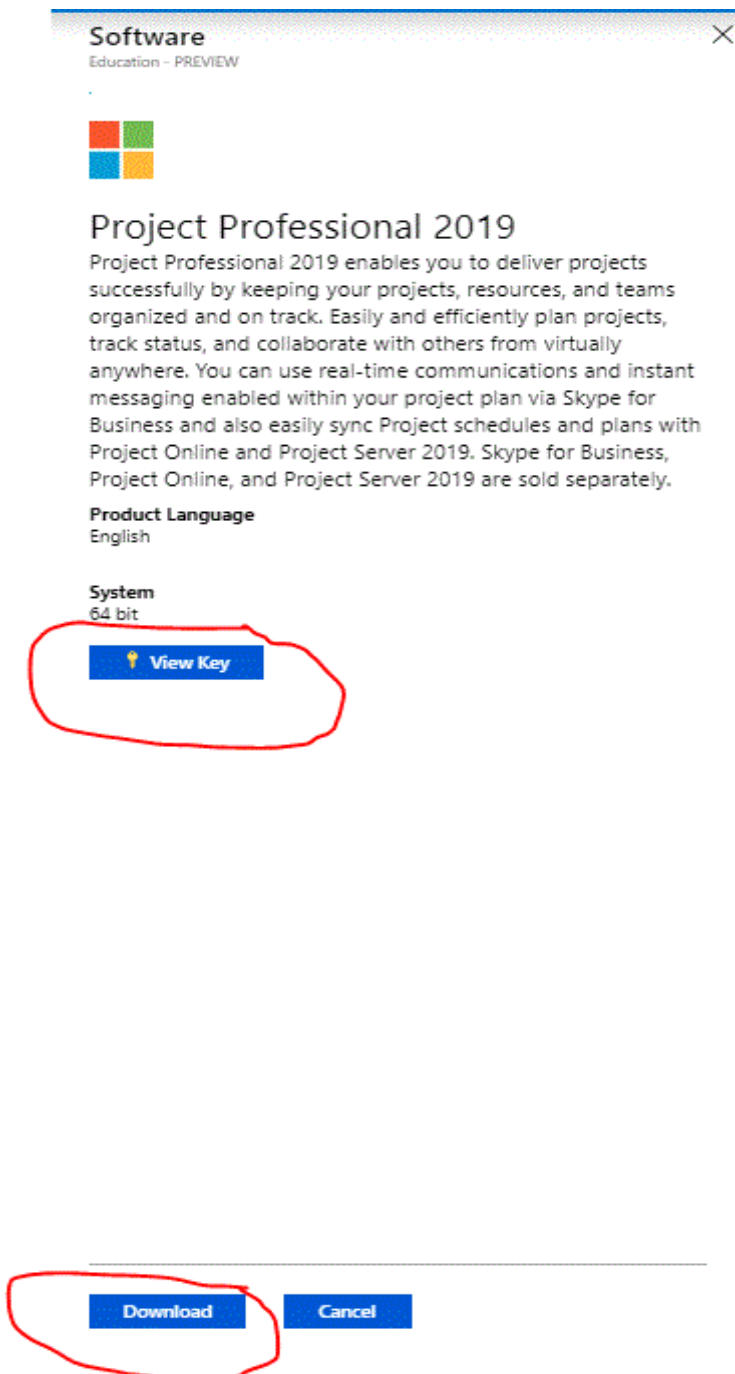 Software
Education - PREVIEW
Project Professional 2019
Project Professional 2019 enables you to deliver projects
successfully by keeping your projects, resources, and teams
organized and on track. Easily and efficiently plan projects,
track status, and collaborate with others from virtually
anywhere. You can use real-time communications and instant
messaging enabled within your project plan via Skype for
Business and also easily sync Project schedules and plans with
Project Online and Project Server 2019. Skype for Business,
Project Online, and Project Server 2019 are sold separately.
Product Language
English
System
64 bit
View Key
Download Cancel